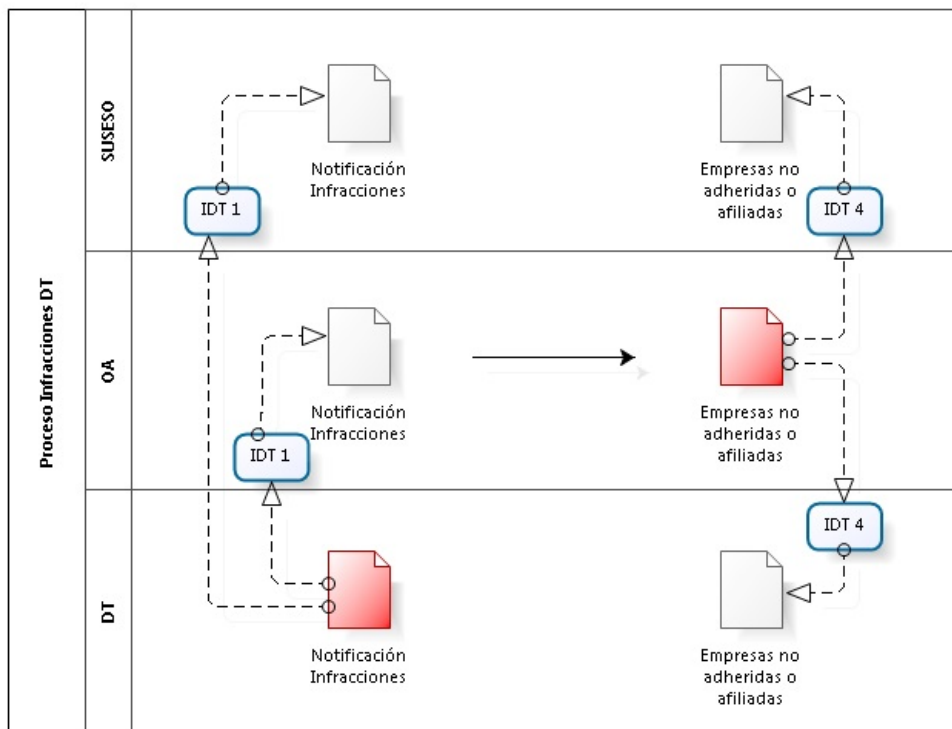 Proceso Infracciones DT
SUSESO
Notificación
Infracciones
IDT 1
Empresas no
adheridas o
afiliadas
IDT 4
OA
Notificación
Infracciones
IDT 1
Empresas no
adheridas o
afiliadas
DT
Notificación
Infracciones
IDT 4
Empresas no
adheridas o
afiliadas